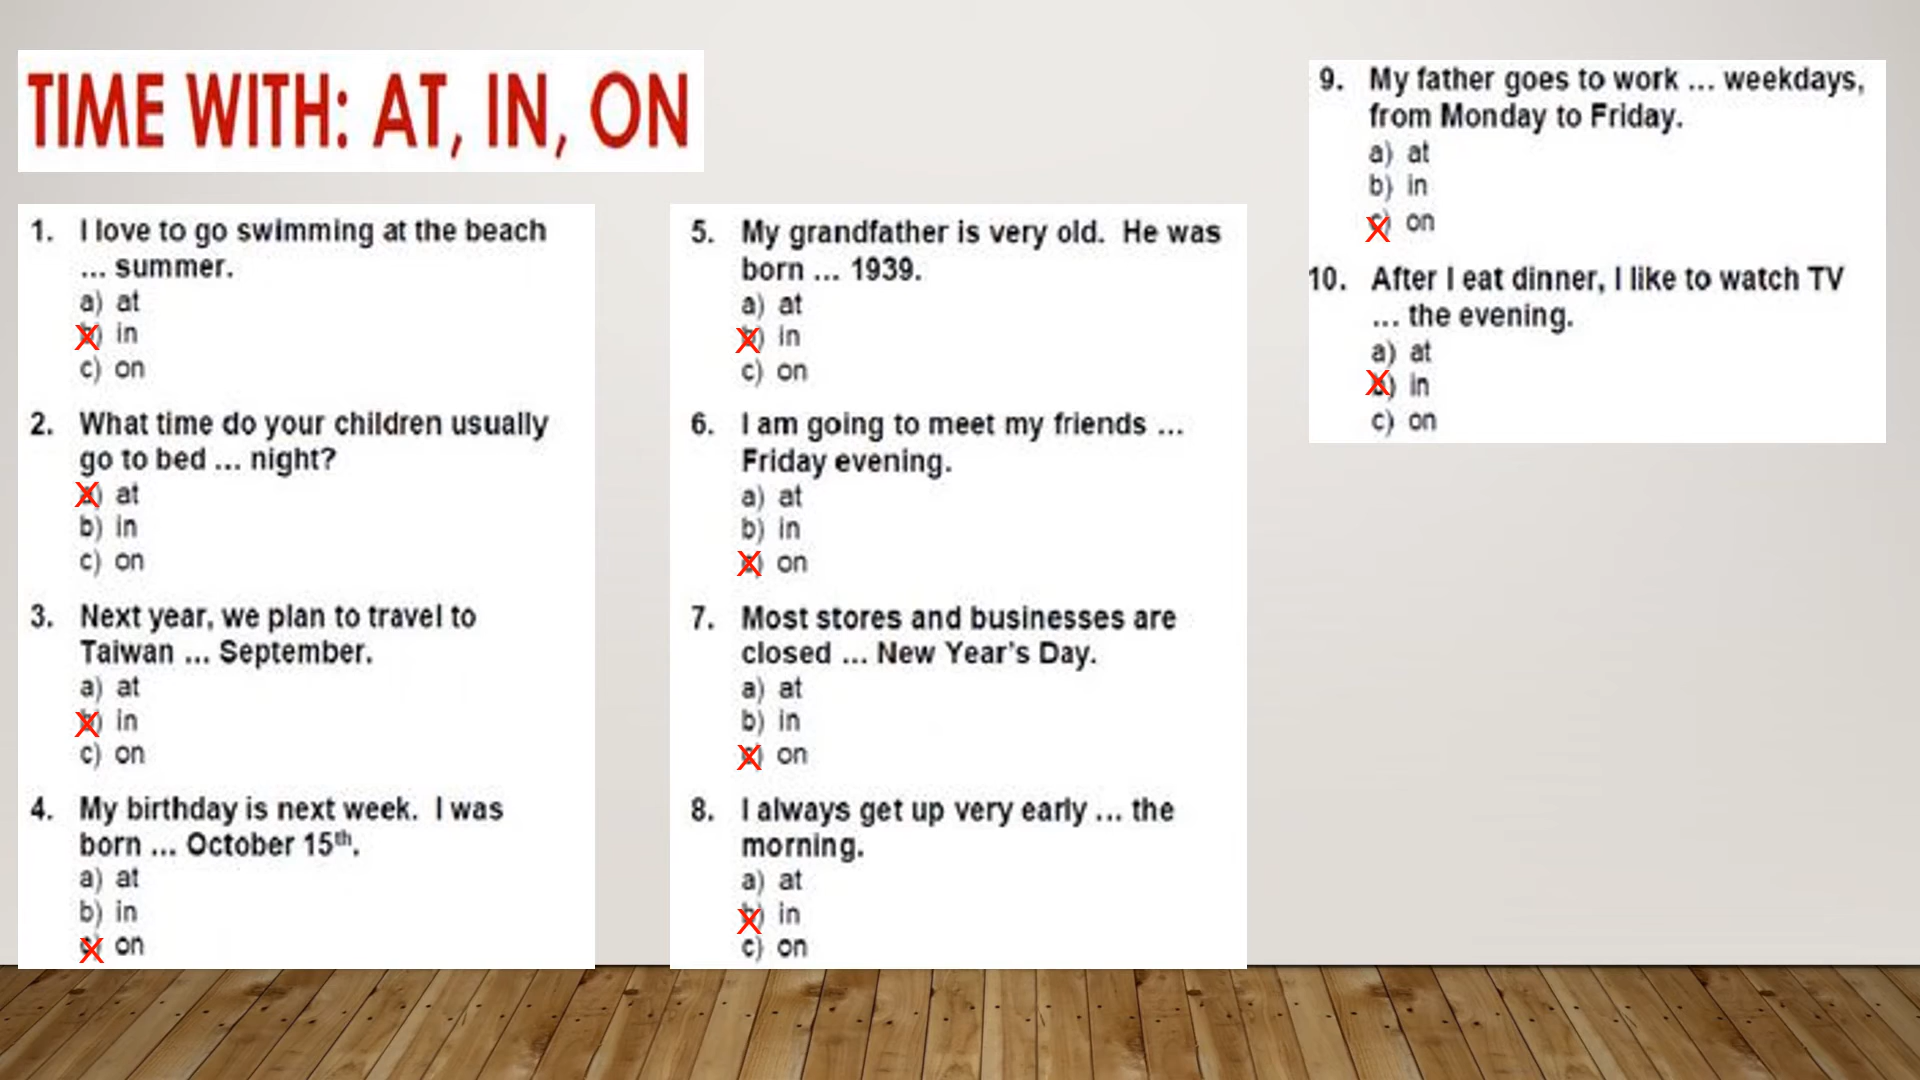 TIME WITH: AT, IN, ON
1. I love to go swimming at the beach
... summer.
a) at
X in
c) on
2. What time do your children usually
go to bed ... night?
X at
b) in
c) on
3. Next year, we plan to travel to
Taiwan ... September.
a) at
X in
c) on
4. My birthday is next week. I was
born ... October 15th.
a) at
b) in
X on
5. My grandfather is very old. He was
born ... 1939.
a) at
X in
c) on
6. I am going to meet my friends ...
Friday evening.
a) at
b) in
X on
7. Most stores and businesses are
closed ... New Year's Day.
a) at
b) in
X on
8. I always get up very early ... the
morning.
a) at
X in
c) on
9. My father goes to work ... weekdays,
from Monday to Friday.
a) at
b) in
X on
10. After I eat dinner, I like to watch TV
... the evening.
a) at
X in
c) on